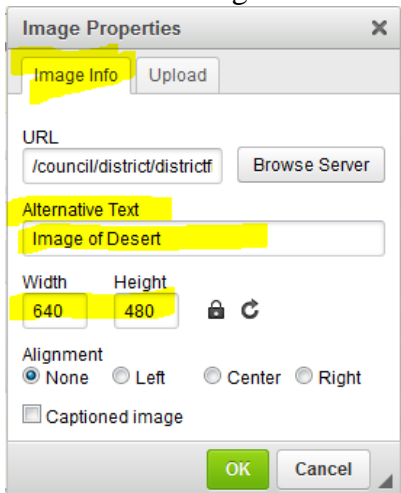 Image Properties
Image Info Upload
URL
/council/district/districtf Browse Server
Alternative Text
Image of Desert
Width Height
640 480
Alignment
None Left Center Right
Captioned image
OK Cancel